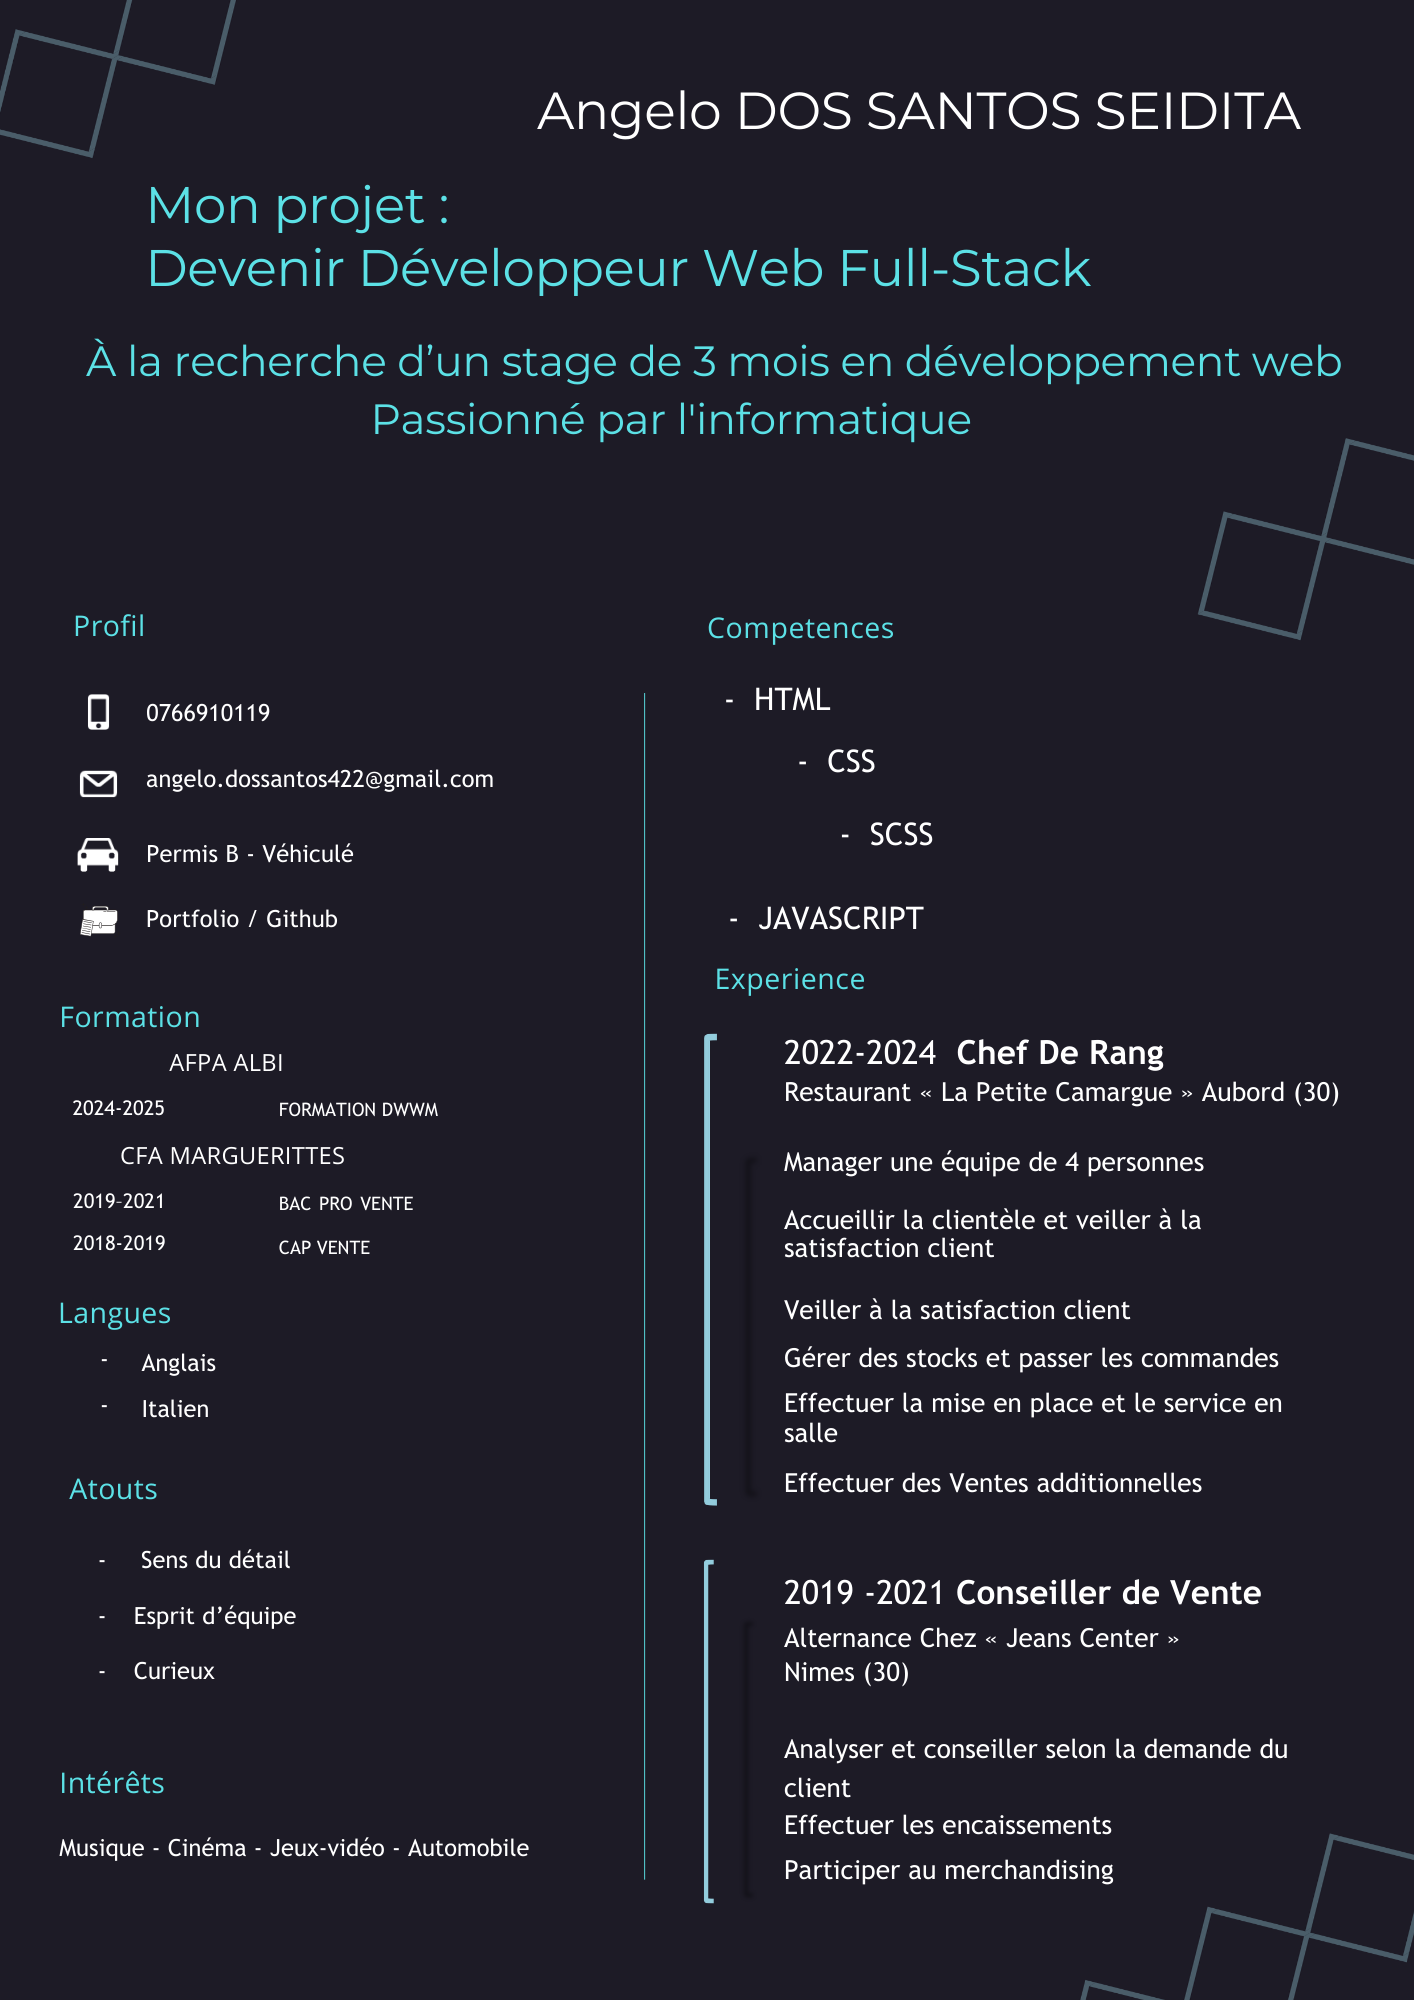 Angelo DOS SANTOS SEIDITA
Mon projet :
Devenir Développeur Web Full-Stack
À la recherche d’un stage de 3 mois en développement web
Passionné par l'informatique
Profil
0766910119
angelo.dossantos422@gmail.com
Permis B - Véhiculé
Portfolio / Github
Formation
AFPA ALBI
2024-2025 FORMATION DWWM
CFA MARGUERITTES
2019-2021 BAC PRO VENTE
2018-2019 CAP VENTE
Langues
- Anglais
- Italien
Atouts
- Sens du détail
- Esprit d’équipe
- Curieux
Intérêts
Musique - Cinéma - Jeux-vidéo - Automobile
Competences
- HTML
- CSS
- SCSS
- JAVASCRIPT
Experience
2022-2024 Chef De Rang
Restaurant « La Petite Camargue » Aubord (30)
Manager une équipe de 4 personnes
Accueillir la clientèle et veiller à la
satisfaction client
Veiller à la satisfaction client
Gérer des stocks et passer les commandes
Effectuer la mise en place et le service en
salle
Effectuer des Ventes additionnelles
2019 -2021 Conseiller de Vente
Alternance Chez « Jeans Center »
Nimes (30)
Analyser et conseiller selon la demande du
client
Effectuer les encaissements
Participer au merchandising